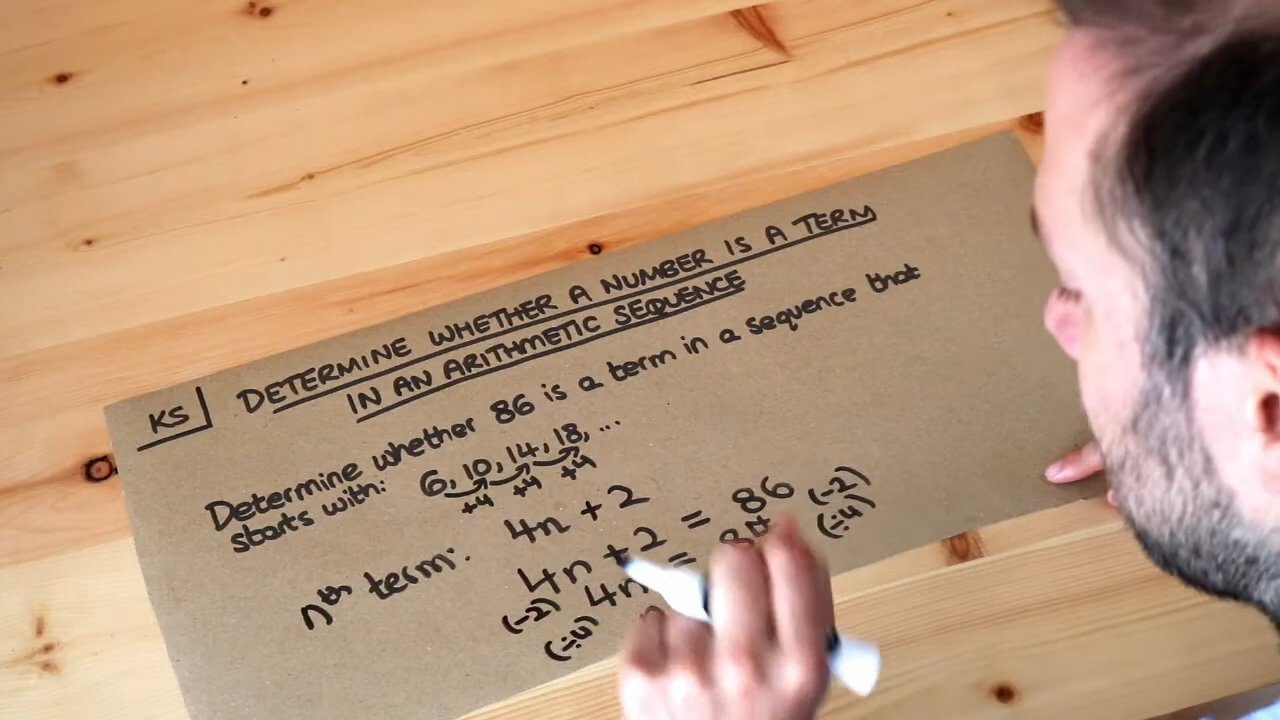 KS DETERMINE WHETHER A NUMBER IS A TERM
IN AN ARITHMETIC SEQUENCE
Determine whether 86 is a term in a sequence that
starts with: 6, 10, 14, 18, ...
+4 +4 +4
nth term: 4n + 2
4n + 2 = 86 (-2)
(-2) 4n = 84 (÷4)
(÷4)